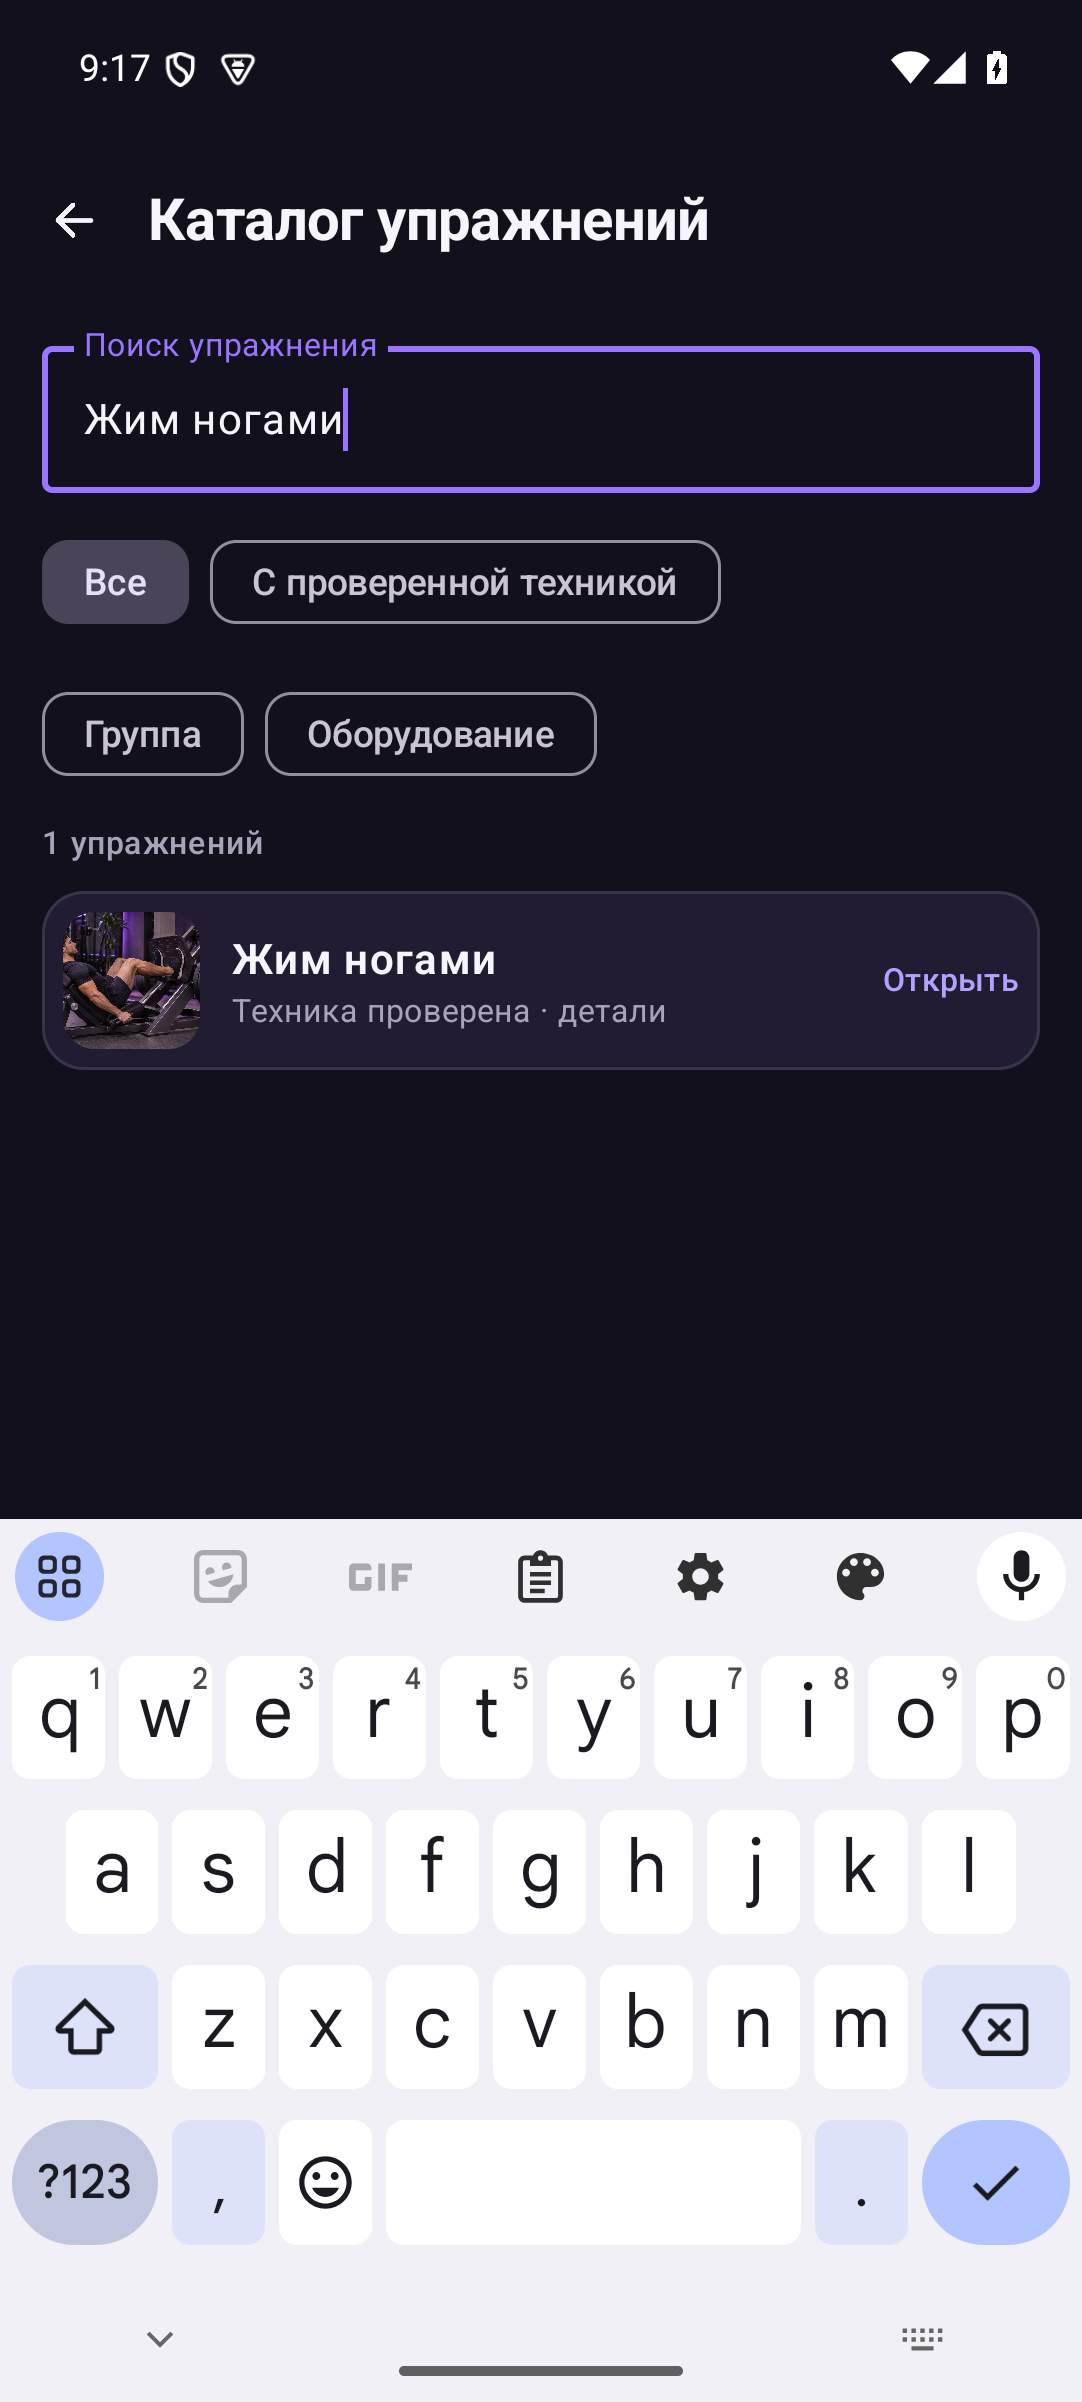 9:17
Каталог упражнений
Поиск упражнения
Жим ногами
Все
С проверенной техникой
Группа
Оборудование
1 упражнений
Жим ногами
Техника проверена · детали
Открыть
GIF
q 1 w 2 e 3 r 4 t 5 y 6 u 7 i 8 o 9 p 0
a s d f g h j k l
z x c v b n m
?123 , .